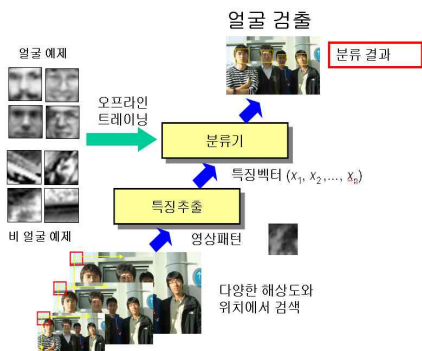 얼굴 검출
얼굴 예제
분류 결과
오프라인
트레이닝
분류기
특징벡터 (x₁, x₂,..., xₙ)
특징추출
비 얼굴 예제
영상패턴
다양한 해상도와
위치에서 검색